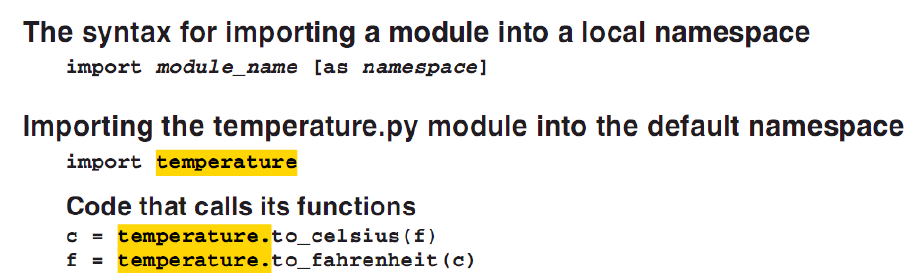 The syntax for importing a module into a local namespace
import module_name [as namespace]
Importing the temperature.py module into the default namespace
import temperature
Code that calls its functions
c = temperature.to_celsius(f)
f = temperature.to_fahrenheit(c)